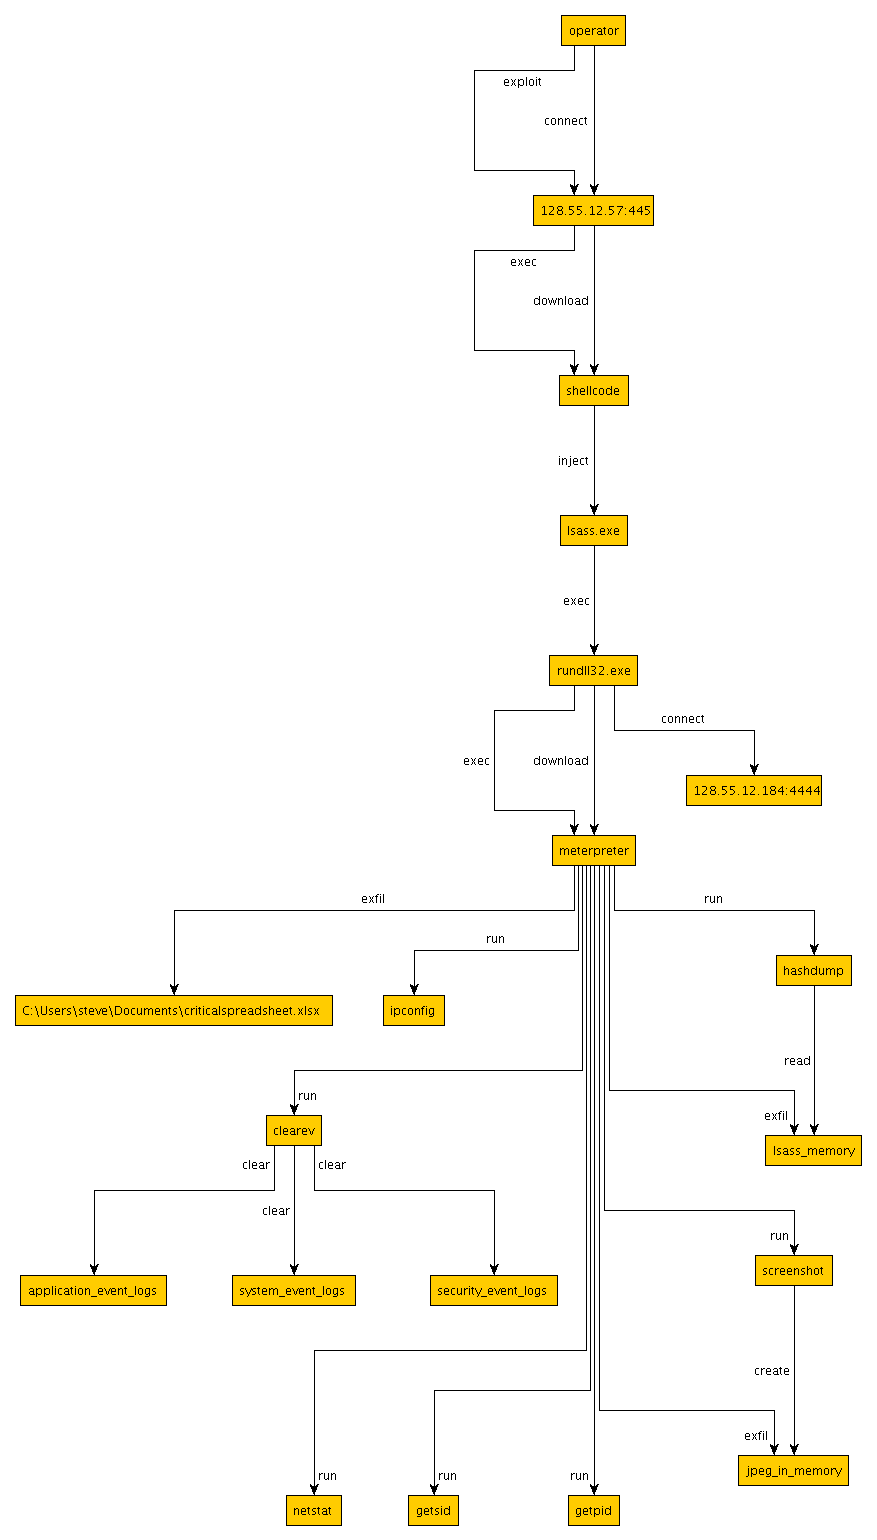 operator
exploit
connect
128.55.12.57:445
exec
download
shellcode
inject
lsass.exe
exec
rundll32.exe
connect
exec
download
128.55.12.184:4444
meterpreter
exfil
run
run
hashdump
C:\Users\steve\Documents\criticalspreadsheet.xlsx
ipconfig
read
run
exfil
clearev
lsass_memory
clear
clear
clear
run
screenshot
application_event_logs
system_event_logs
security_event_logs
create
exfil
jpeg_in_memory
run
run
run
netstat
getsid
getpid